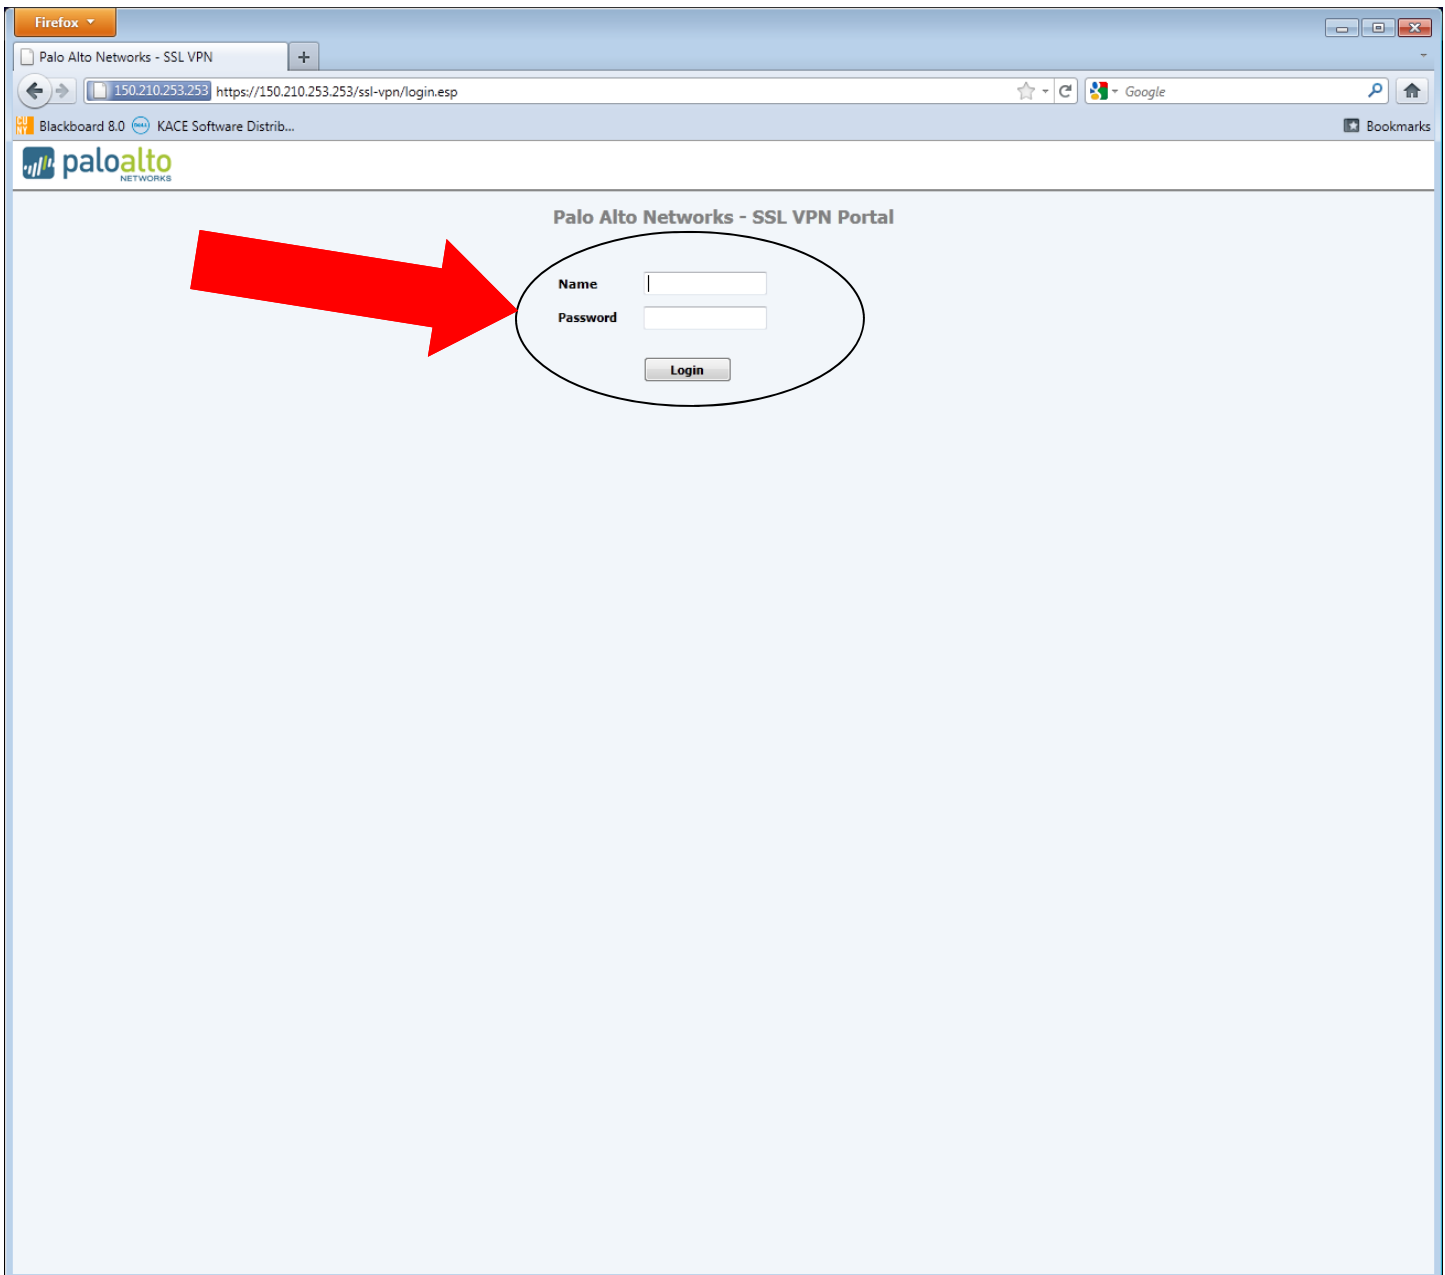 Firefox
Palo Alto Networks - SSL VPN
150.210.253.253 https://150.210.253.253/ssl-vpn/login.esp
Google
CU NY Blackboard 8.0 KACE Software Distrib...
Bookmarks
paloalto
NETWORKS
Palo Alto Networks - SSL VPN Portal
Name
Password
Login